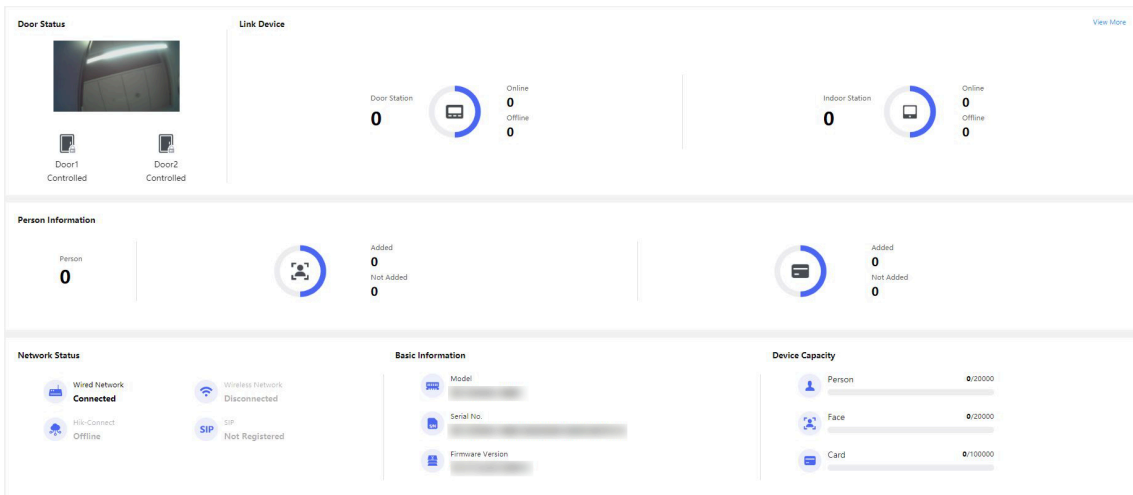 Door Status
Link Device
View More
Door Station
0
Online
0
Offline
0
Indoor Station
0
Online
0
Offline
0
Door1
Controlled
Door2
Controlled
Person Information
Person
0
Added
0
Not Added
0
Added
0
Not Added
0
Network Status
Wired Network
Connected
Wireless Network
Disconnected
Hik-Connect
Offline
SIP
SIP
Not Registered
Basic Information
Model
Serial No.
Firmware Version
Device Capacity
Person 0/20000
Face 0/20000
Card 0/100000